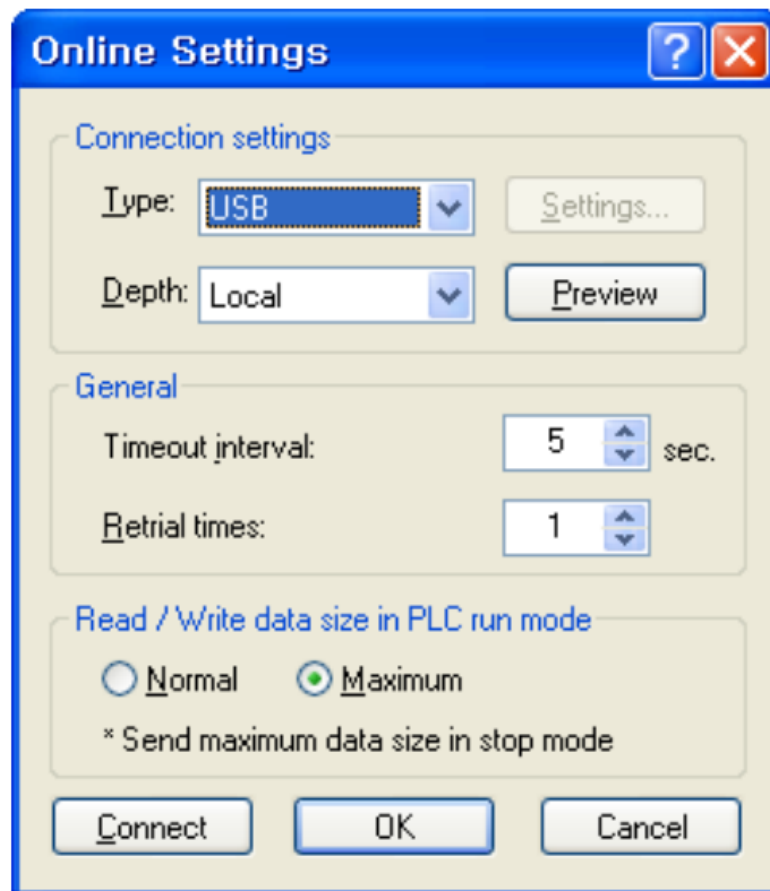 Online Settings
Connection settings
Type: USB Settings...
Depth: Local Preview
General
Timeout interval: 5 sec.
Retrial times: 1
Read / Write data size in PLC run mode
Normal Maximum
* Send maximum data size in stop mode
Connect OK Cancel